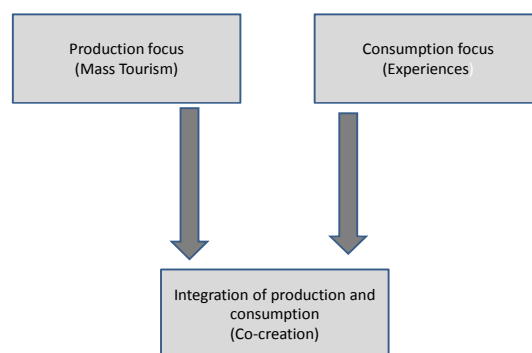 Production focus
(Mass Tourism)
Consumption focus
(Experiences)
Integration of production and
consumption
(Co-creation)